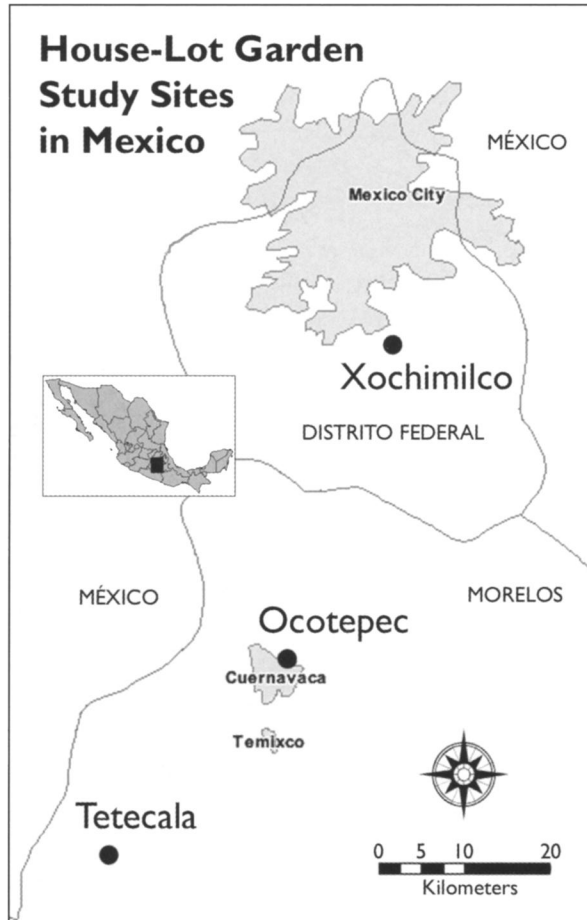 House-Lot Garden
Study Sites
in Mexico
MÉXICO
Mexico City
Xochimilco
DISTRITO FEDERAL
MÉXICO
MORELOS
Ocotepec
Cuernavaca
Temixco
Tetecala
0 5 10 20
Kilometers